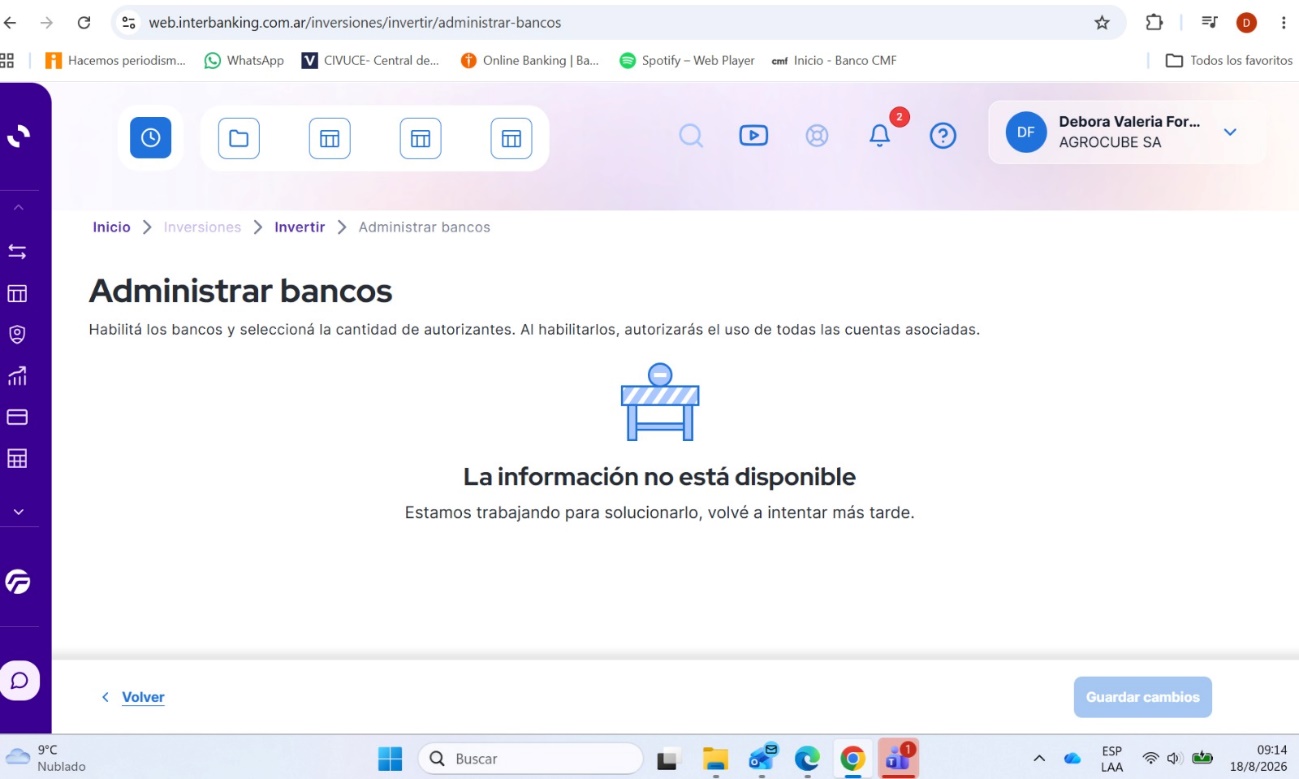 web.interbanking.com.ar/inversiones/invertir/administrar-bancos
D
Hacemos periodism...
WhatsApp
V
CIVUCE- Central de...
Online Banking | Ba...
Spotify – Web Player
cmf
Inicio - Banco CMF
Todos los favoritos
2
DF
Debora Valeria For...
AGROCUBE SA
Inicio
Inversiones
Invertir
Administrar bancos
Administrar bancos
Habilitá los bancos y seleccioná la cantidad de autorizantes. Al habilitarlos, autorizarás el uso de todas las cuentas asociadas.
La información no está disponible
Estamos trabajando para solucionarlo, volvé a intentar más tarde.
Volver
Guardar cambios
9°C
Nublado
Buscar
1
ESP
LAA
09:14
18/8/2026